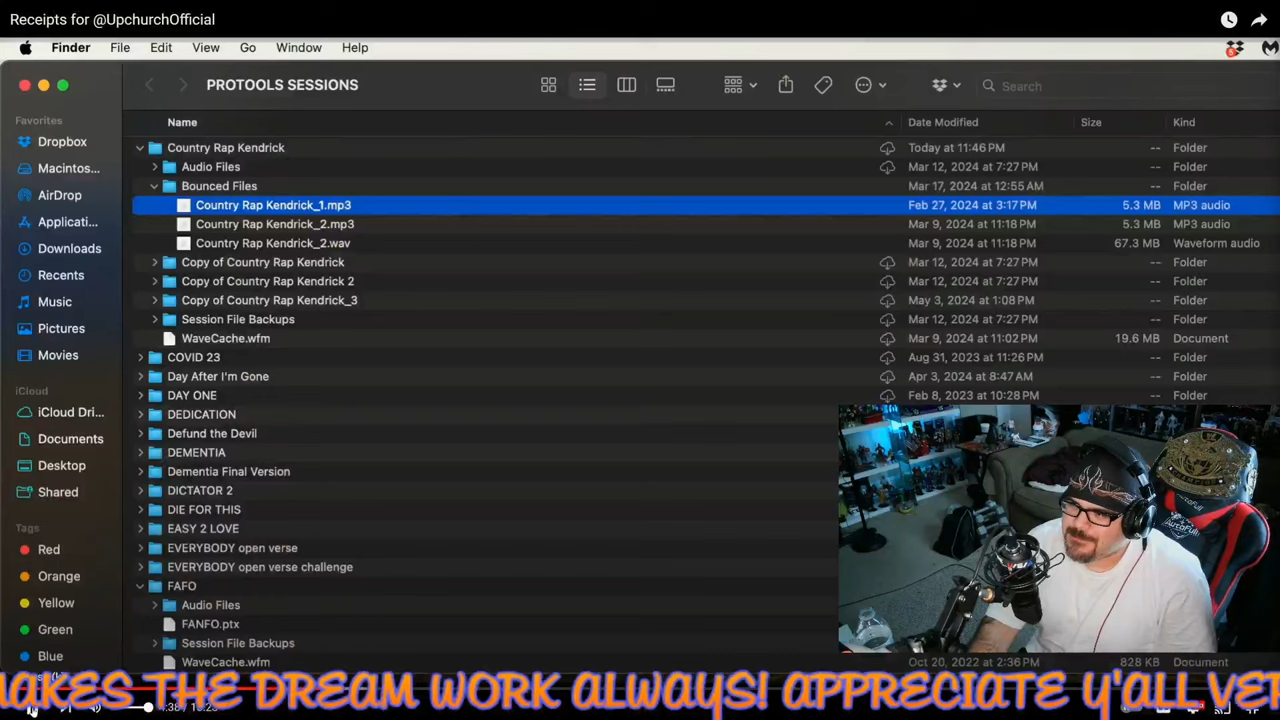 Receipts for @UpchurchOfficial
Finder File Edit View Go Window Help
PROTOOLS SESSIONS
Search
Favorites
Dropbox
Macintos...
AirDrop
Applicati...
Downloads
Recents
Music
Pictures
Movies
iCloud
iCloud Dri...
Documents
Desktop
Shared
Tags
Red
Orange
Yellow
Green
Blue
Name Date Modified Size Kind
Country Rap Kendrick Today at 11:46 PM -- Folder
Audio Files Mar 12, 2024 at 7:27 PM -- Folder
Bounced Files Mar 17, 2024 at 12:55 AM -- Folder
Country Rap Kendrick_1.mp3 Feb 27, 2024 at 3:17 PM 5.3 MB MP3 audio
Country Rap Kendrick_2.mp3 Mar 9, 2024 at 11:18 PM 5.3 MB MP3 audio
Country Rap Kendrick_2.wav Mar 9, 2024 at 11:18 PM 67.3 MB Waveform audio
Copy of Country Rap Kendrick Mar 12, 2024 at 7:27 PM -- Folder
Copy of Country Rap Kendrick 2 Mar 12, 2024 at 7:27 PM -- Folder
Copy of Country Rap Kendrick_3 May 3, 2024 at 1:08 PM -- Folder
Session File Backups Mar 12, 2024 at 7:27 PM -- Folder
WaveCache.wfm Mar 9, 2024 at 11:02 PM 19.6 MB Document
COVID 23 Aug 31, 2023 at 11:26 PM -- Folder
Day After I'm Gone Apr 3, 2024 at 8:47 AM -- Folder
DAY ONE Feb 8, 2023 at 10:28 PM -- Folder
DEDICATION
Defund the Devil
DEMENTIA
Dementia Final Version
DICTATOR 2
DIE FOR THIS
EASY 2 LOVE
EVERYBODY open verse
EVERYBODY open verse challenge
FAFO
Audio Files
FANFO.ptx
Session File Backups
WaveCache.wfm Oct 20, 2022 at 2:36 PM 828 KB Document
MAKES THE DREAM WORK ALWAYS! APPRECIATE Y'ALL VET